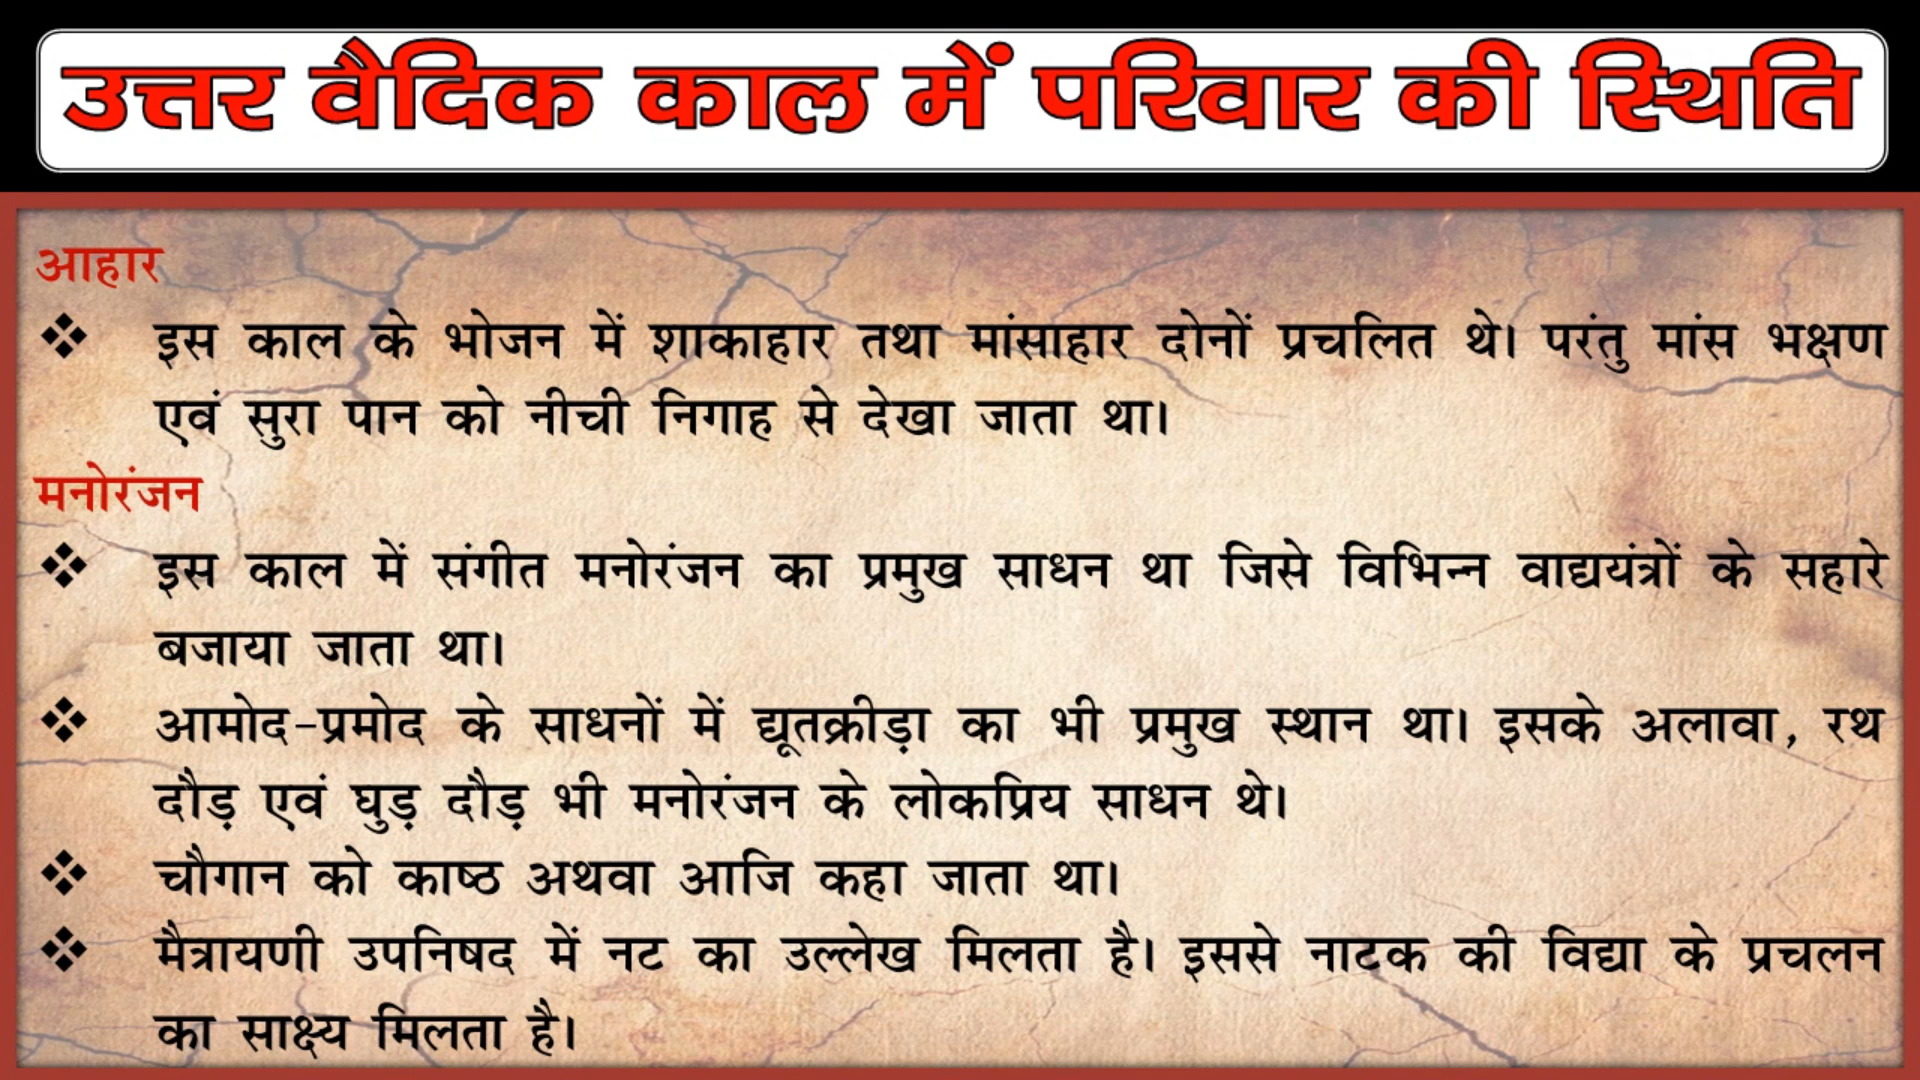 उत्तर वैदिक काल में परिवार की स्थिति
आहार
❖ इस काल के भोजन में शाकाहार तथा मांसाहार दोनों प्रचलित थे। परंतु मांस भक्षण
एवं सुरा पान को नीची निगाह से देखा जाता था।
मनोरंजन
❖ इस काल में संगीत मनोरंजन का प्रमुख साधन था जिसे विभिन्न वाद्ययंत्रों के सहारे
बजाया जाता था।
❖ आमोद-प्रमोद के साधनों में द्यूतक्रीड़ा का भी प्रमुख स्थान था। इसके अलावा, रथ
दौड़ एवं घुड़ दौड़ भी मनोरंजन के लोकप्रिय साधन थे।
❖ चौगान को काष्ठ अथवा आजि कहा जाता था।
❖ मैत्रायणी उपनिषद में नट का उल्लेख मिलता है। इससे नाटक की विद्या के प्रचलन
का साक्ष्य मिलता है।